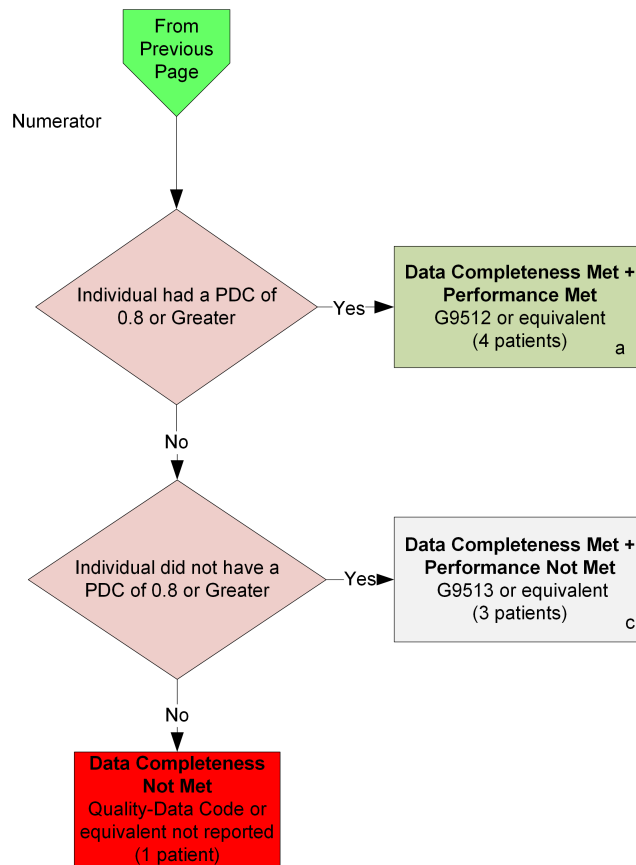 From
Previous
Page
Numerator
Individual had a PDC of
0.8 or Greater
Yes
Data Completeness Met +
Performance Met
G9512 or equivalent
(4 patients)
a
No
Individual did not have a
PDC of 0.8 or Greater
Yes
Data Completeness Met +
Performance Not Met
G9513 or equivalent
(3 patients)
c
No
Data Completeness
Not Met
Quality-Data Code or
equivalent not reported
(1 patient)